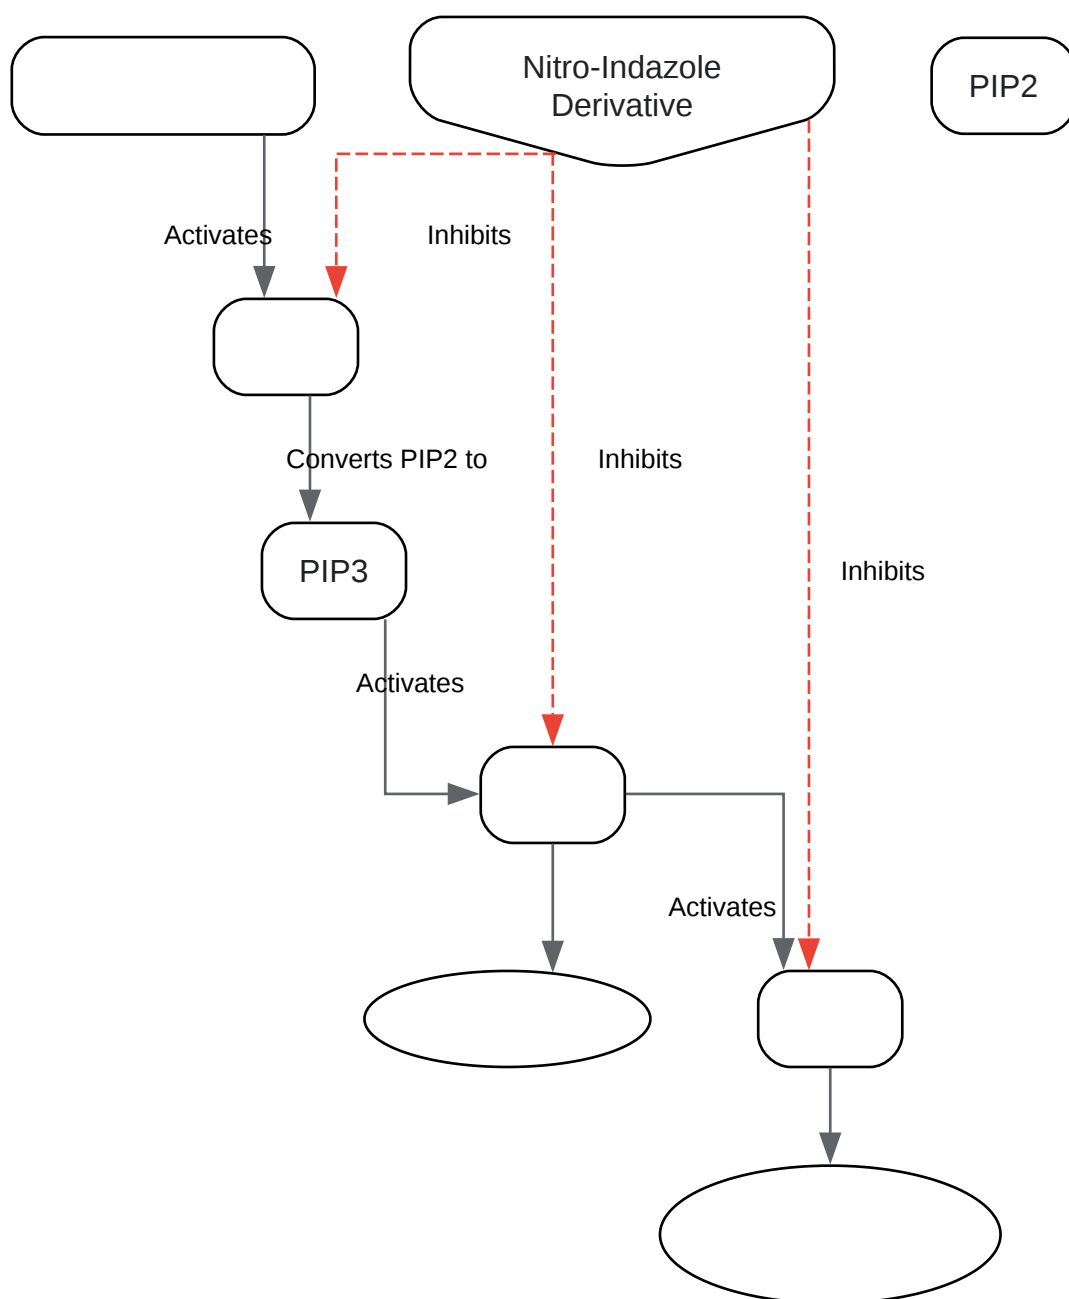 Nitro-Indazole
Derivative
PIP2
Activates
Inhibits
Converts PIP2 to
Inhibits
PIP3
Inhibits
Activates
Activates